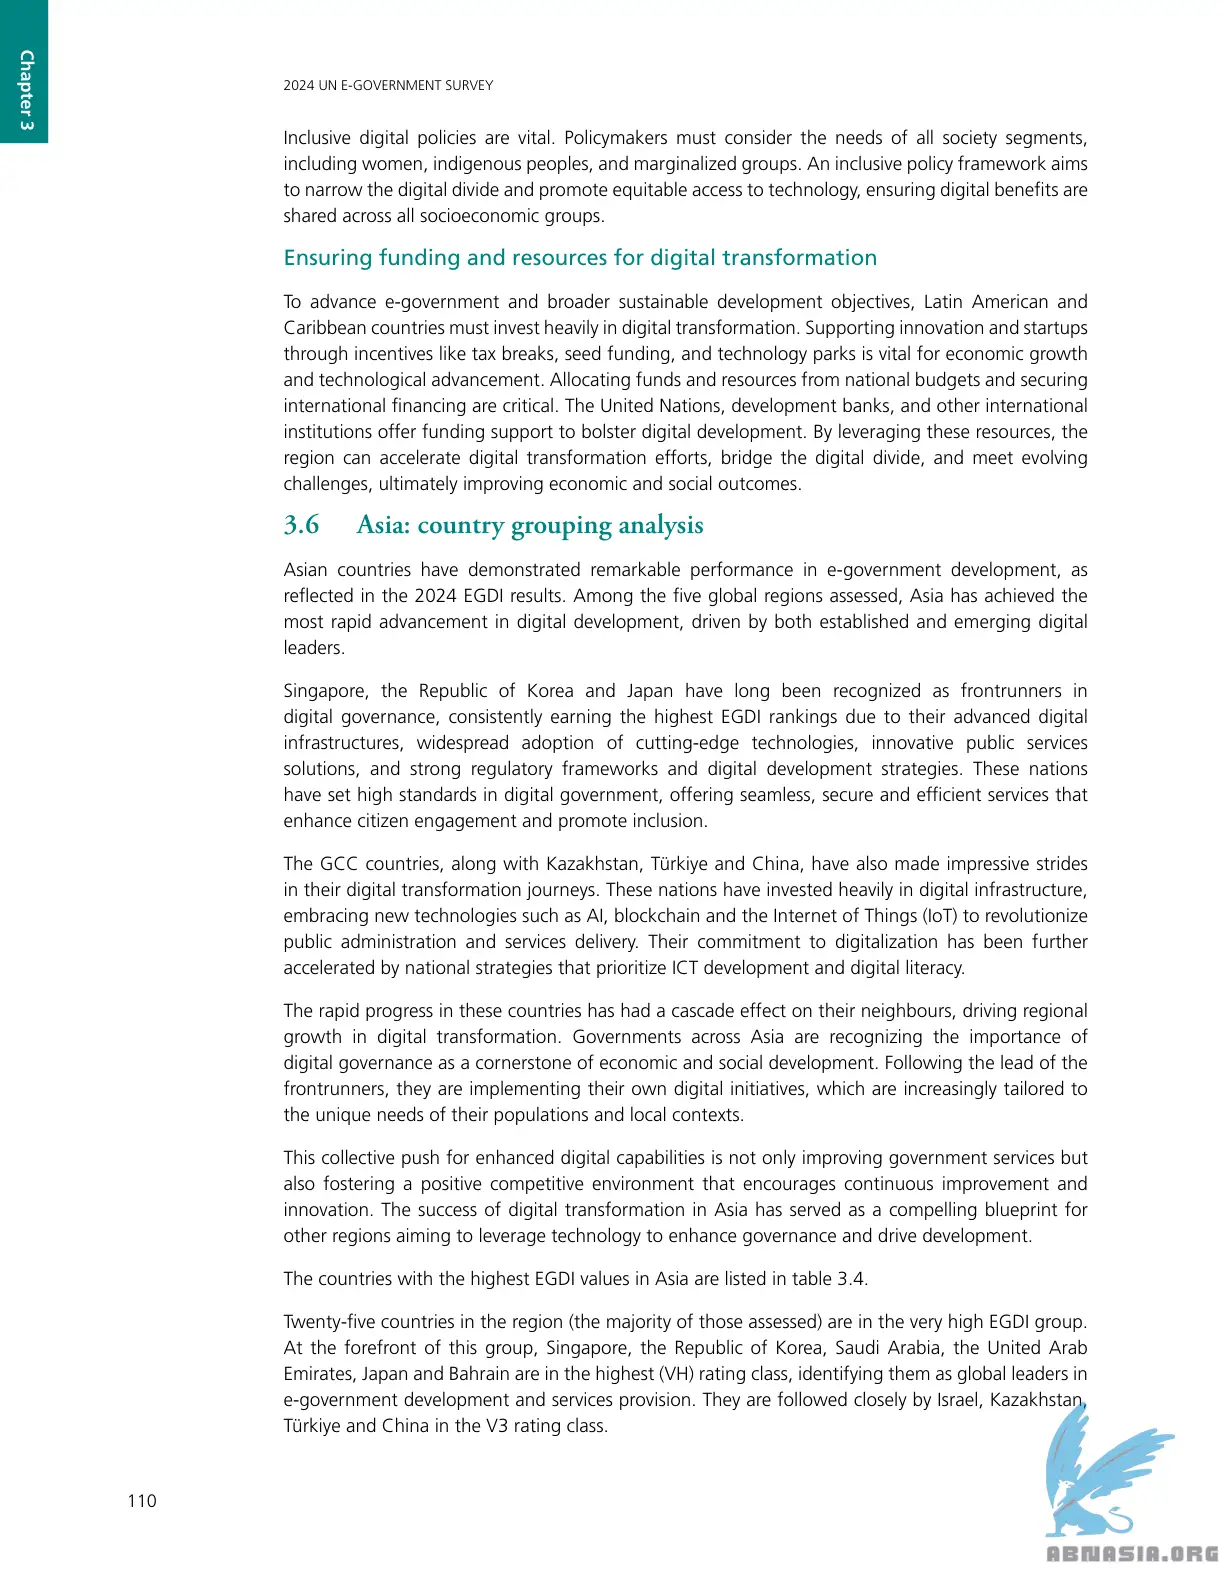 Chapter 3
2024 UN E-GOVERNMENT SURVEY
Inclusive digital policies are vital. Policymakers must consider the needs of all society segments,
including women, indigenous peoples, and marginalized groups. An inclusive policy framework aims
to narrow the digital divide and promote equitable access to technology, ensuring digital benefits are
shared across all socioeconomic groups.
Ensuring funding and resources for digital transformation
To advance e-government and broader sustainable development objectives, Latin American and
Caribbean countries must invest heavily in digital transformation. Supporting innovation and startups
through incentives like tax breaks, seed funding, and technology parks is vital for economic growth
and technological advancement. Allocating funds and resources from national budgets and securing
international financing are critical. The United Nations, development banks, and other international
institutions offer funding support to bolster digital development. By leveraging these resources, the
region can accelerate digital transformation efforts, bridge the digital divide, and meet evolving
challenges, ultimately improving economic and social outcomes.
3.6 Asia: country grouping analysis
Asian countries have demonstrated remarkable performance in e-government development, as
reflected in the 2024 EGDI results. Among the five global regions assessed, Asia has achieved the
most rapid advancement in digital development, driven by both established and emerging digital
leaders.
Singapore, the Republic of Korea and Japan have long been recognized as frontrunners in
digital governance, consistently earning the highest EGDI rankings due to their advanced digital
infrastructures, widespread adoption of cutting-edge technologies, innovative public services
solutions, and strong regulatory frameworks and digital development strategies. These nations
have set high standards in digital government, offering seamless, secure and efficient services that
enhance citizen engagement and promote inclusion.
The GCC countries, along with Kazakhstan, Türkiye and China, have also made impressive strides
in their digital transformation journeys. These nations have invested heavily in digital infrastructure,
embracing new technologies such as AI, blockchain and the Internet of Things (IoT) to revolutionize
public administration and services delivery. Their commitment to digitalization has been further
accelerated by national strategies that prioritize ICT development and digital literacy.
The rapid progress in these countries has had a cascade effect on their neighbours, driving regional
growth in digital transformation. Governments across Asia are recognizing the importance of
digital governance as a cornerstone of economic and social development. Following the lead of the
frontrunners, they are implementing their own digital initiatives, which are increasingly tailored to
the unique needs of their populations and local contexts.
This collective push for enhanced digital capabilities is not only improving government services but
also fostering a positive competitive environment that encourages continuous improvement and
innovation. The success of digital transformation in Asia has served as a compelling blueprint for
other regions aiming to leverage technology to enhance governance and drive development.
The countries with the highest EGDI values in Asia are listed in table 3.4.
Twenty-five countries in the region (the majority of those assessed) are in the very high EGDI group.
At the forefront of this group, Singapore, the Republic of Korea, Saudi Arabia, the United Arab
Emirates, Japan and Bahrain are in the highest (VH) rating class, identifying them as global leaders in
e-government development and services provision. They are followed closely by Israel, Kazakhstan,
Türkiye and China in the V3 rating class.
110
ABNASIA.ORG